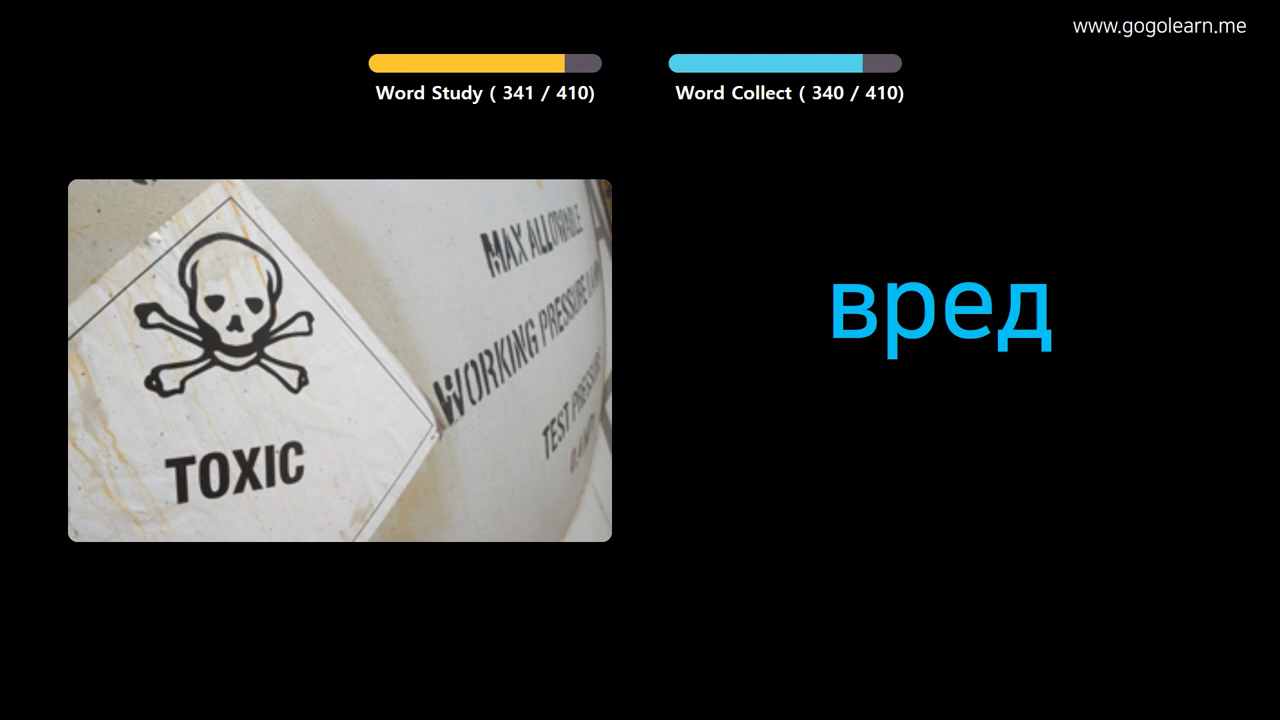 www.gogolearn.me
Word Study ( 341 / 410)
Word Collect ( 340 / 410)
MAX ALLOWABLE
WORKING PRESSURE
TEST PRESSURE
TOXIC
вред